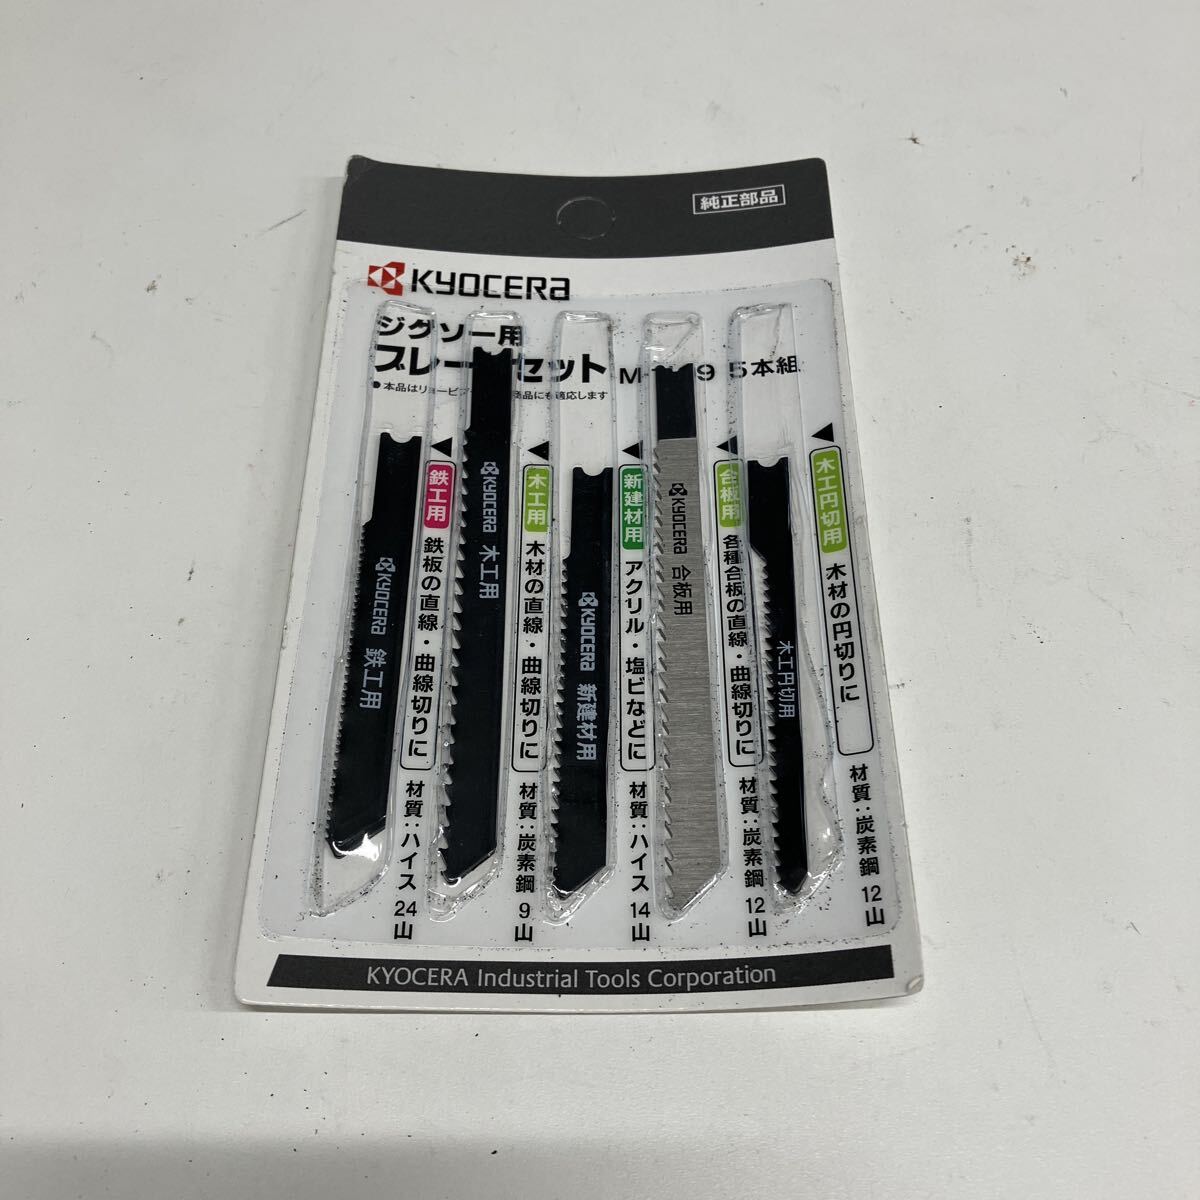 純正部品
KYOCERA
ジグソー用
ブレードセット 5本組
●本品はリョービブ 商品にも適応します
鉄工用 鉄板の直線・曲線切りに 材質:ハイス 24山
木工用 木材の直線・曲線切りに 材質:炭素鋼 9山
新建材用 アクリル・塩ビなどに 材質:ハイス 14山
合板用 各種合板の直線・曲線切りに 材質:炭素鋼 12山
木工円切用 木材の円切りに 材質:炭素鋼 12山
KYOCERA 鉄工用
KYOCERA 木工用
KYOCERA 新建材用
KYOCERA 合板用
木工円切用
KYOCERA Industrial Tools Corporation